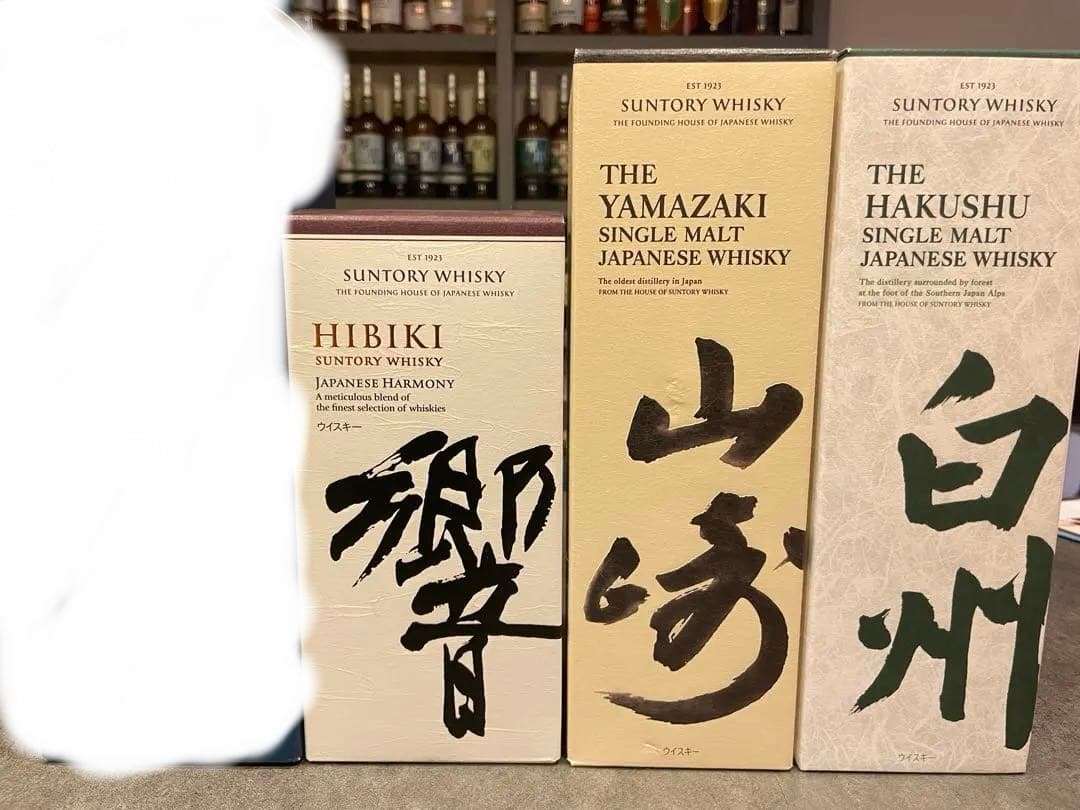 EST 1923
SUNTORY WHISKY
THE FOUNDING HOUSE OF JAPANESE WHISKY
HIBIKI
SUNTORY WHISKY
JAPANESE HARMONY
A meticulous blend of
the finest selection of whiskies
ウイスキー
響
EST 1923
SUNTORY WHISKY
THE FOUNDING HOUSE OF JAPANESE WHISKY
THE
YAMAZAKI
SINGLE MALT
JAPANESE WHISKY
The oldest distillery in Japan
FROM THE HOUSE OF SUNTORY WHISKY
山
崎
ウイスキー
EST 1923
SUNTORY WHISKY
THE FOUNDING HOUSE OF JAPANESE WHISKY
THE
HAKUSHU
SINGLE MALT
JAPANESE WHISKY
The distillery surrounded by forest
at the foot of the Southern Japan Alps
FROM THE HOUSE OF SUNTORY WHISKY
白
州
ウイスキー